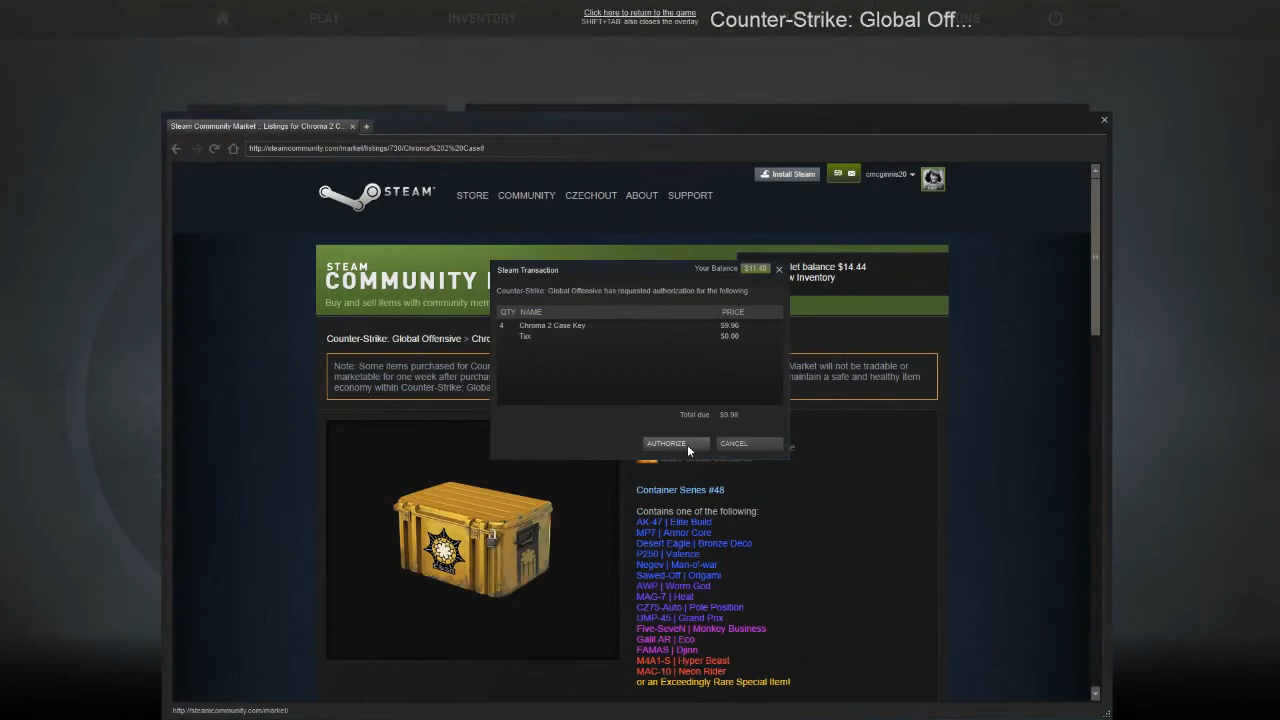 PLAY
INVENTORY
Click here to return to the game
SHIFT+TAB also closes the overlay
Counter-Strike: Global Off...
Steam Community Market :: Listings for Chroma 2 C...
http://steamcommunity.com/market/listings/730/Chroma%202%20Case#
STEAM
Install Steam
59
cmcginnis20
STORE COMMUNITY CZECHOUT ABOUT SUPPORT
STEAM
COMMUNITY
Buy and sell items with community mem
let balance $14.44
w Inventory
Steam Transaction
Your Balance $11.48
Counter-Strike: Global Offensive has requested authorization for the following
QTY NAME PRICE
4 Chroma 2 Case Key $9.96
Tax $0.00
Total due $9.96
AUTHORIZE CANCEL
Counter-Strike: Global Offensive > Chro
Note: Some items purchased for Coun
marketable for one week after purchas
economy within Counter-Strike: Globa
Market will not be tradable or
maintain a safe and healthy item
Container Series #48
Contains one of the following:
AK-47 | Elite Build
MP7 | Armor Core
Desert Eagle | Bronze Deco
P250 | Valence
Negev | Man-o'-war
Sawed-Off | Origami
AWP | Worm God
MAG-7 | Heat
CZ75-Auto | Pole Position
UMP-45 | Grand Prix
Five-SeveN | Monkey Business
Galil AR | Eco
FAMAS | Djinn
M4A1-S | Hyper Beast
MAC-10 | Neon Rider
or an Exceedingly Rare Special Item!
http://steamcommunity.com/market/